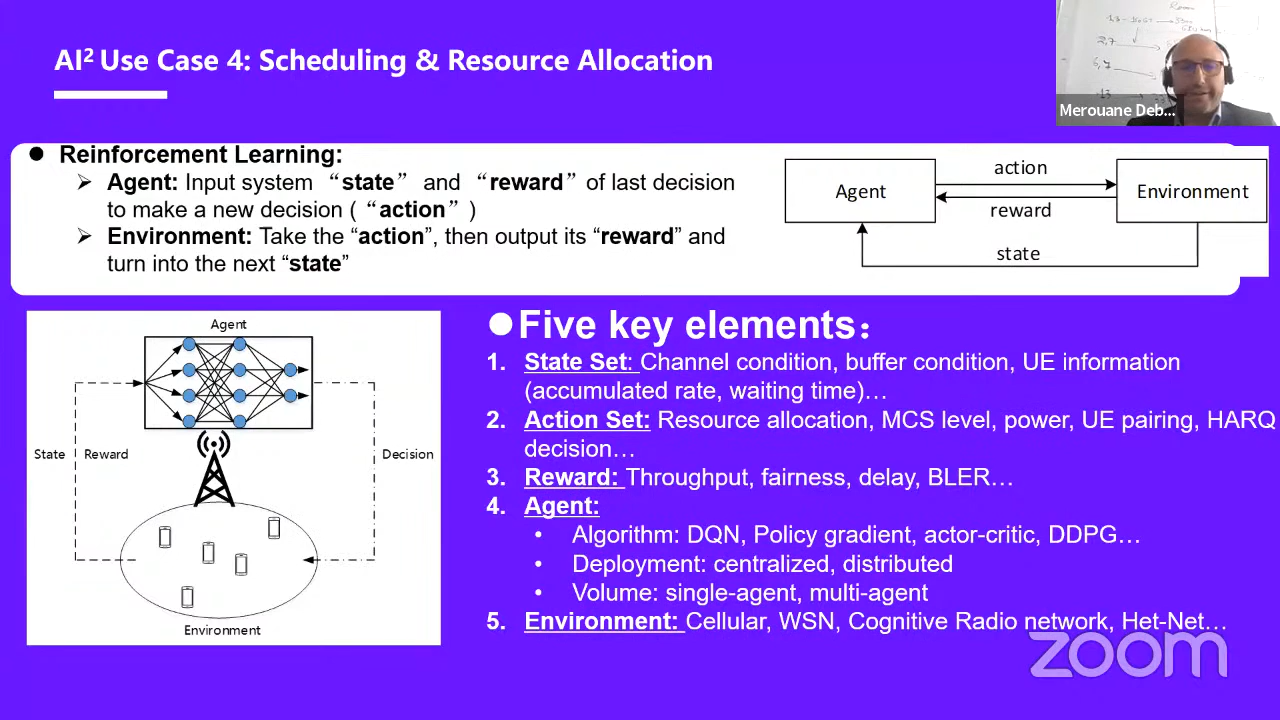 AI² Use Case 4: Scheduling & Resource Allocation
Merouane Deb...
● Reinforcement Learning:
➢ Agent: Input system “state” and “reward” of last decision
to make a new decision ( “action” )
➢ Environment: Take the “action”, then output its “reward” and
turn into the next “state”
Agent
action
reward
Environment
state
Agent
State
Reward
Decision
Environment
●Five key elements：
1. State Set: Channel condition, buffer condition, UE information
(accumulated rate, waiting time)…
2. Action Set: Resource allocation, MCS level, power, UE pairing, HARQ
decision…
3. Reward: Throughput, fairness, delay, BLER…
4. Agent:
• Algorithm: DQN, Policy gradient, actor-critic, DDPG…
• Deployment: centralized, distributed
• Volume: single-agent, multi-agent
5. Environment: Cellular, WSN, Cognitive Radio network, Het-Net…
zoom